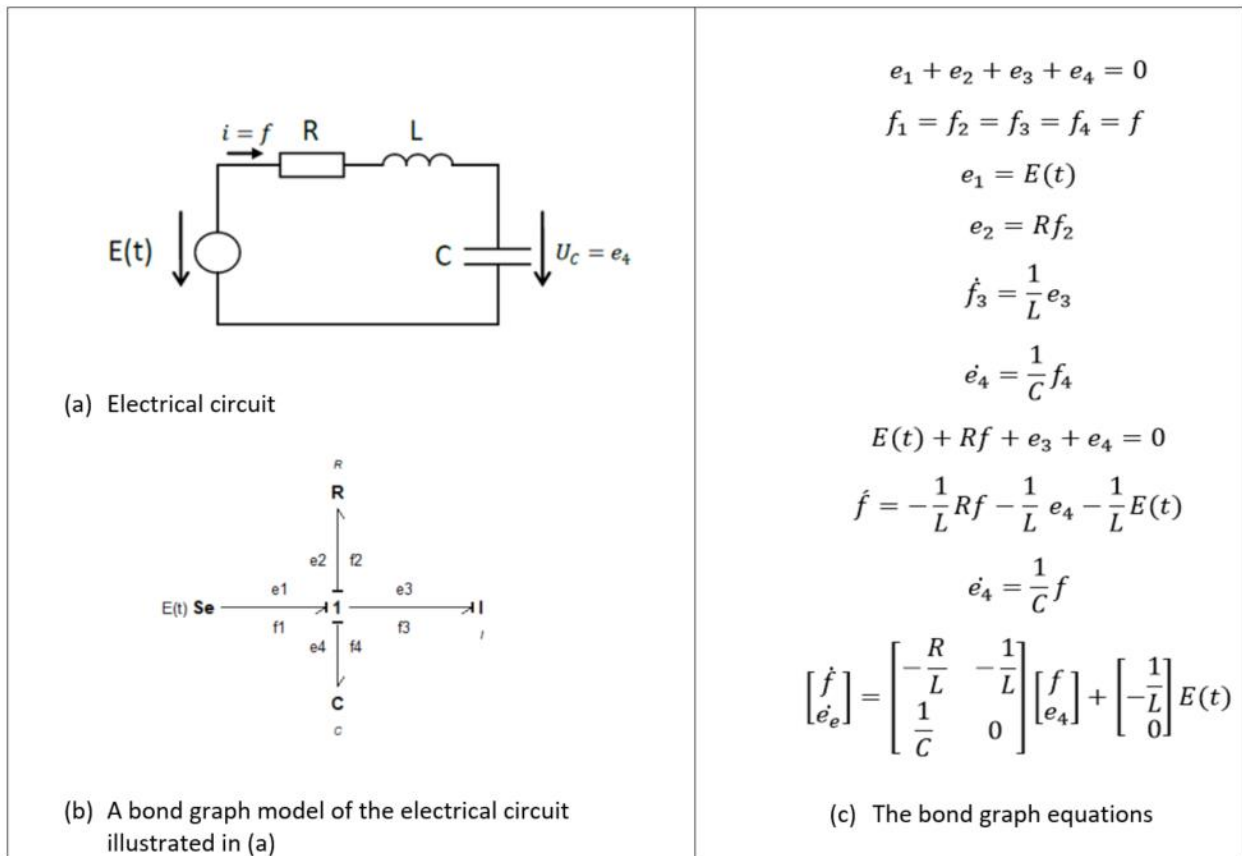 i = f R L
E(t) C U_C = e_4
(a) Electrical circuit
R
R
e2 f2
e1 e3
E(t) Se 1 I
f1 f3 I
e4 f4
C
C
(b) A bond graph model of the electrical circuit
illustrated in (a)
e_1 + e_2 + e_3 + e_4 = 0
f_1 = f_2 = f_3 = f_4 = f
e_1 = E(t)
e_2 = Rf_2
ḟ_3 = 1/L e_3
ė_4 = 1/C f_4
E(t) + Rf + e_3 + e_4 = 0
f́ = -1/L Rf - 1/L e_4 - 1/L E(t)
ė_4 = 1/C f
[ḟ ė_e] = [-R/L -1/L 1/C 0] [f e_4] + [-1/L 0] E(t)
(c) The bond graph equations